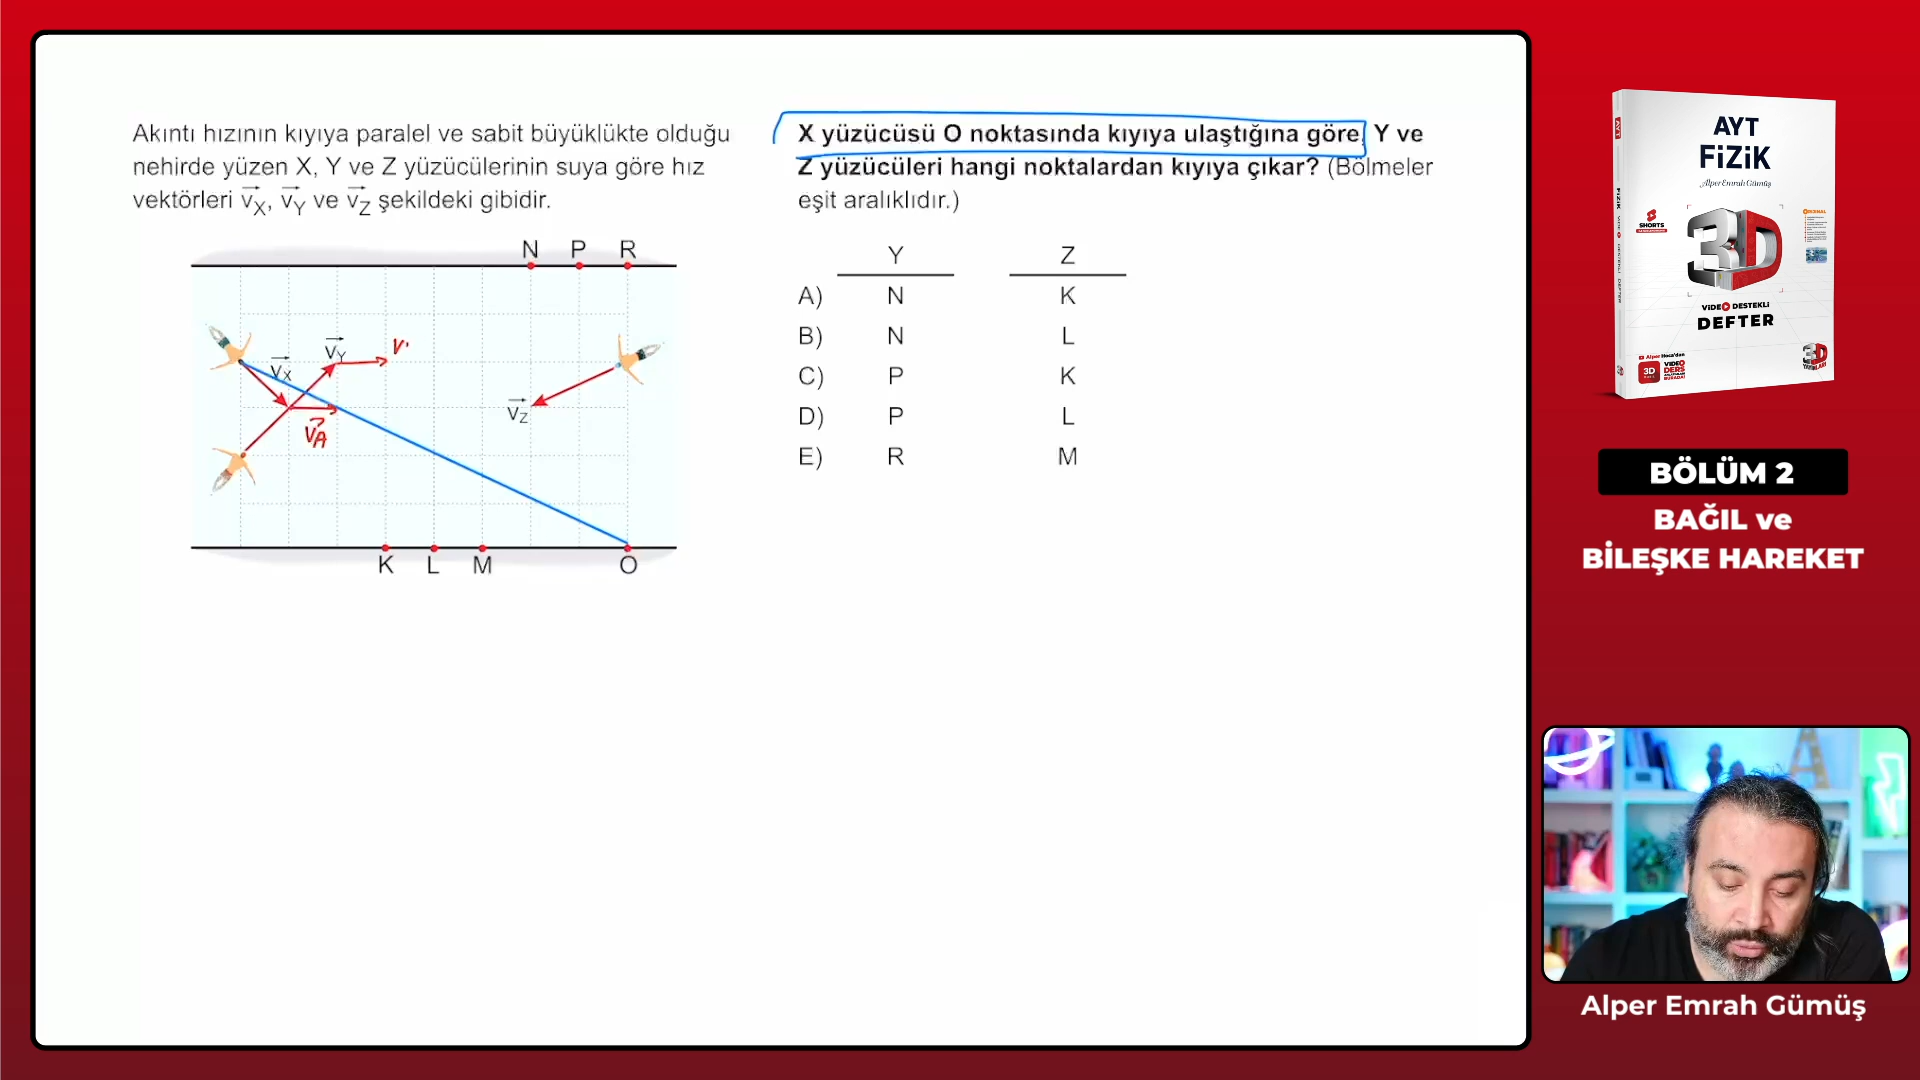 Akıntı hızının kıyıya paralel ve sabit büyüklükte olduğu
nehirde yüzen X, Y ve Z yüzücülerinin suya göre hız
vektörleri v⃗X, v⃗Y ve v⃗Z şekildeki gibidir.
N P R
v⃗Y V'
v⃗X
v⃗Z
V⃗A
K L M O
X yüzücüsü O noktasında kıyıya ulaştığına göre, Y ve
Z yüzücüleri hangi noktalardan kıyıya çıkar? (Bölmeler
eşit aralıklıdır.)
Y Z
A) N K
B) N L
C) P K
D) P L
E) R M
AYT
FİZİK
Alper Emrah Gümüş
SHORTS
3D
VİDEO DESTEKLİ
DEFTER
BÖLÜM 2
BAĞIL ve
BİLEŞKE HAREKET
Alper Emrah Gümüş